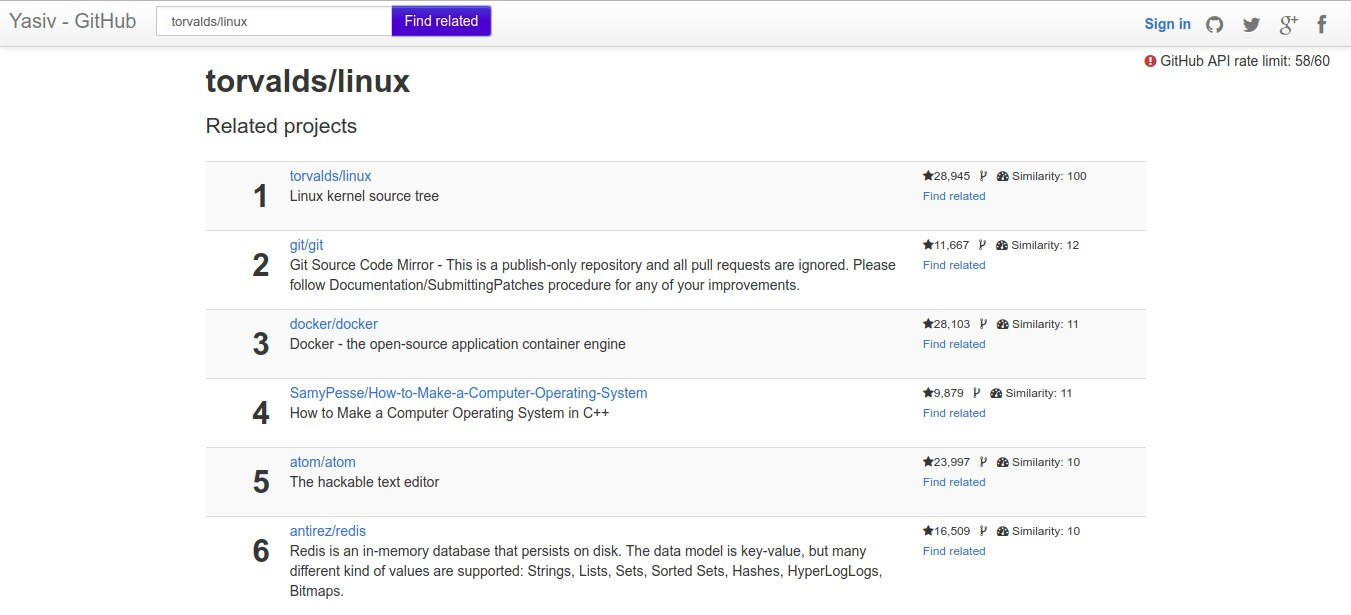 Yasiv - GitHub
torvalds/linux
Find related
Sign in
GitHub API rate limit: 58/60
torvalds/linux
Related projects
1
torvalds/linux
Linux kernel source tree
28,945 Similarity: 100
Find related
2
git/git
Git Source Code Mirror - This is a publish-only repository and all pull requests are ignored. Please
follow Documentation/SubmittingPatches procedure for any of your improvements.
11,667 Similarity: 12
Find related
3
docker/docker
Docker - the open-source application container engine
28,103 Similarity: 11
Find related
4
SamyPesse/How-to-Make-a-Computer-Operating-System
How to Make a Computer Operating System in C++
9,879 Similarity: 11
Find related
5
atom/atom
The hackable text editor
23,997 Similarity: 10
Find related
6
antirez/redis
Redis is an in-memory database that persists on disk. The data model is key-value, but many
different kind of values are supported: Strings, Lists, Sets, Sorted Sets, Hashes, HyperLogLogs,
Bitmaps.
16,509 Similarity: 10
Find related